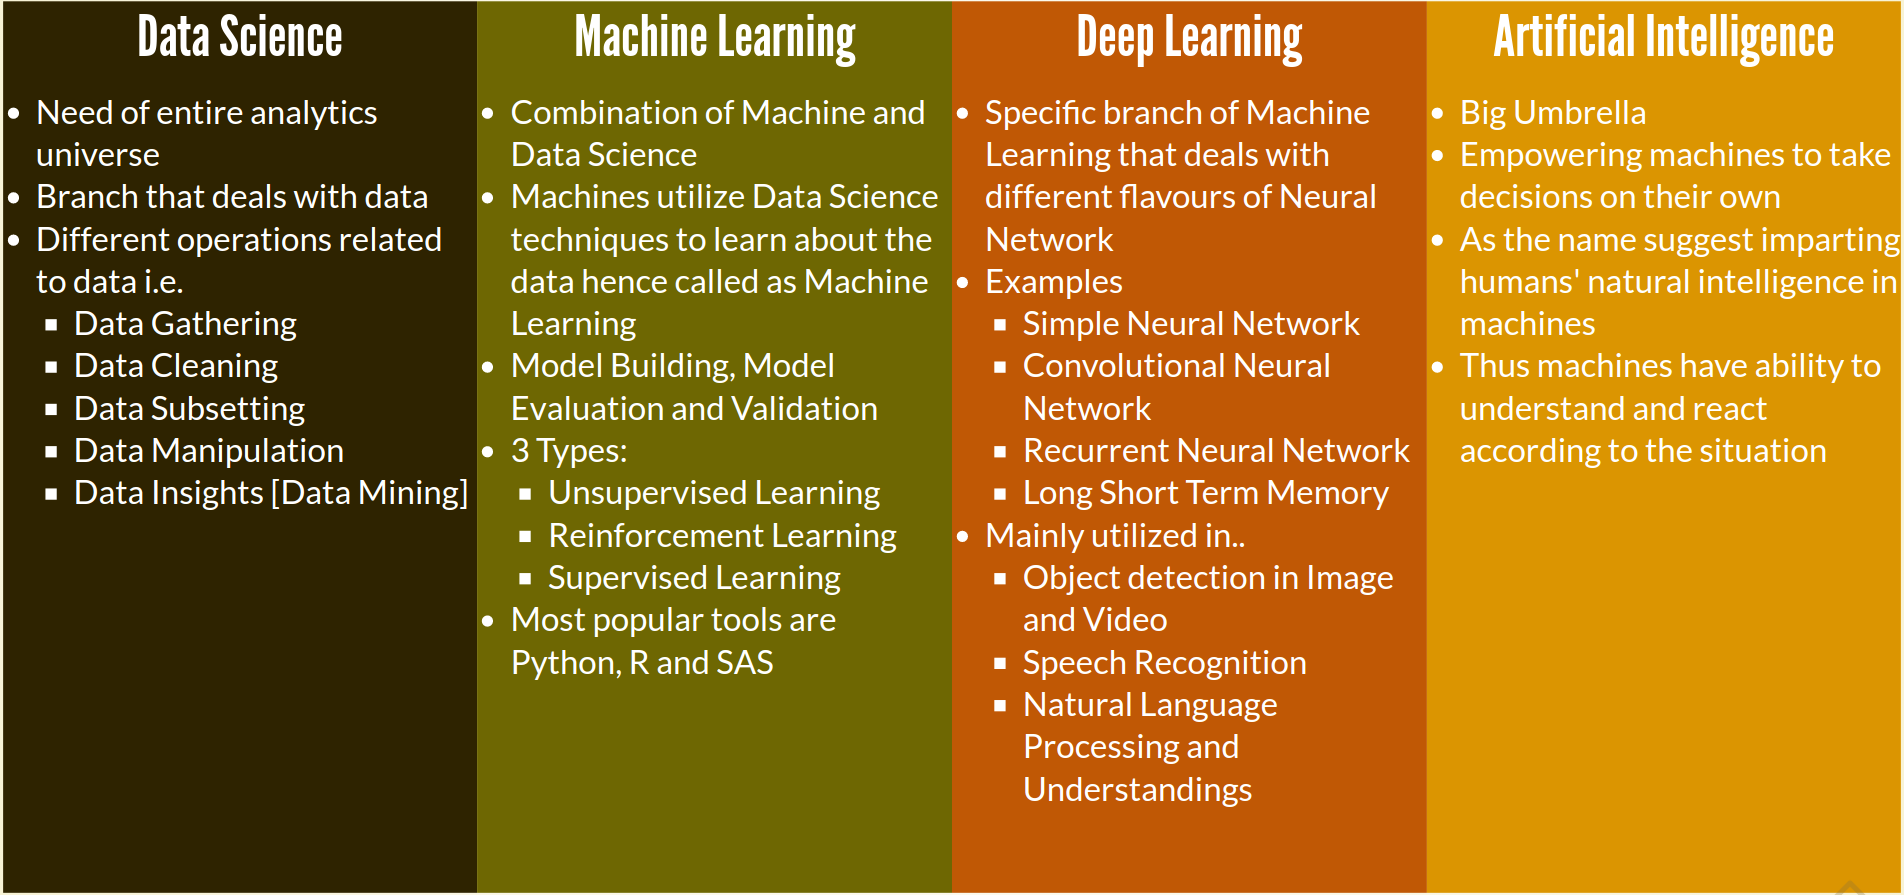 Data Science
Need of entire analytics
universe
Branch that deals with data
Different operations related
to data i.e.
Data Gathering
Data Cleaning
Data Subsetting
Data Manipulation
Data Insights [Data Mining]
Machine Learning
Combination of Machine and
Data Science
Machines utilize Data Science
techniques to learn about the
data hence called as Machine
Learning
Model Building, Model
Evaluation and Validation
3 Types:
Unsupervised Learning
Reinforcement Learning
Supervised Learning
Most popular tools are
Python, R and SAS
Deep Learning
Specific branch of Machine
Learning that deals with
different flavours of Neural
Network
Examples
Simple Neural Network
Convolutional Neural
Network
Recurrent Neural Network
Long Short Term Memory
Mainly utilized in..
Object detection in Image
and Video
Speech Recognition
Natural Language
Processing and
Understandings
Artificial Intelligence
Big Umbrella
Empowering machines to take
decisions on their own
As the name suggest imparting
humans' natural intelligence in
machines
Thus machines have ability to
understand and react
according to the situation